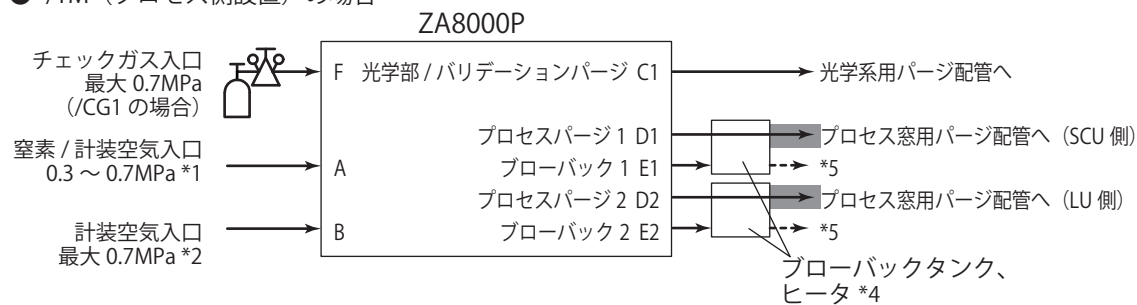 ● /TM（プロセス側設置）の場合
ZA8000P
チェックガス入口
最大 0.7MPa
（/CG1 の場合）
F 光学部 / バリデーションパージ C1
光学系用パージ配管へ
窒素 / 計装空気入口
0.3 ～ 0.7MPa *1
A
プロセスパージ 1 D1
プロセス窓用パージ配管へ（SCU 側）
ブローバック 1 E1
*5
プロセスパージ 2 D2
プロセス窓用パージ配管へ（LU 側）
計装空気入口
最大 0.7MPa *2
B
ブローバック 2 E2
*5
ブローバックタンク、
ヒータ *4